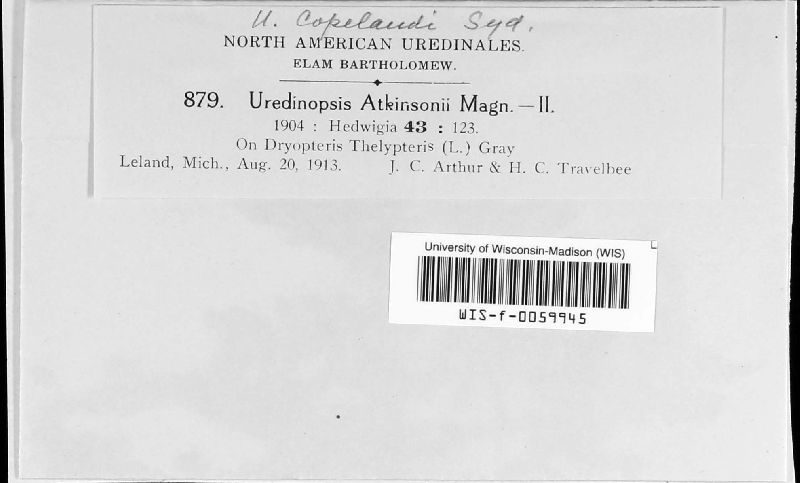 U. Copelandi Syd.
NORTH AMERICAN UREDINALES.
ELAM BARTHOLOMEW.
879. Uredinopsis Atkinsonii Magn. — II.
1904 : Hedwigia 43 : 123.
On Dryopteris Thelypteris (L.) Gray
Leland, Mich., Aug. 20, 1913. J. C. Arthur & H. C. Travelbee
University of Wisconsin-Madison (WIS)
WIS-f-0059945